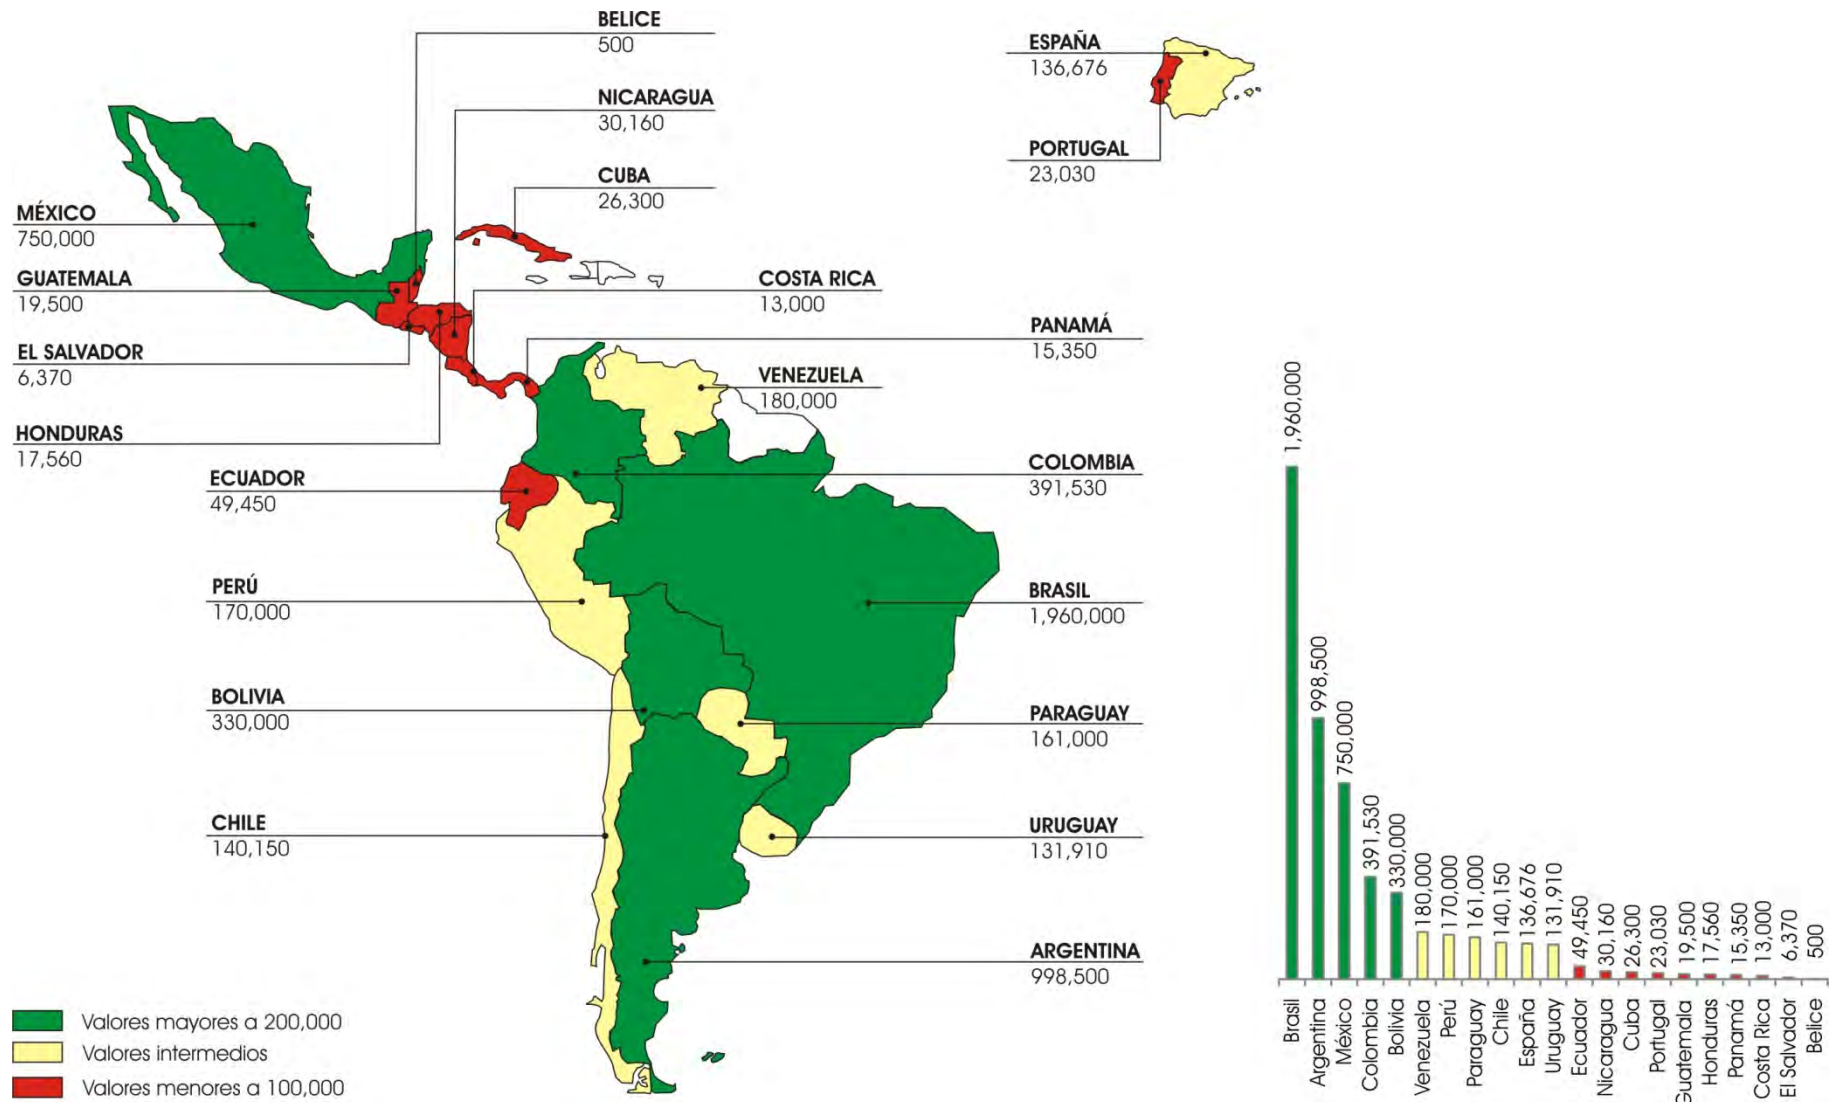 BELICE
500
NICARAGUA
30,160
CUBA
26,300
ESPAÑA
136,676
PORTUGAL
23,030
MÉXICO
750,000
GUATEMALA
19,500
EL SALVADOR
6,370
HONDURAS
17,560
COSTA RICA
13,000
PANAMÁ
15,350
VENEZUELA
180,000
COLOMBIA
391,530
ECUADOR
49,450
PERÚ
170,000
BRASIL
1,960,000
BOLIVIA
330,000
PARAGUAY
161,000
CHILE
140,150
URUGUAY
131,910
ARGENTINA
998,500
Valores mayores a 200,000
Valores intermedios
Valores menores a 100,000
1,960,000
998,500
750,000
391,530
330,000
180,000
170,000
161,000
140,150
136,676
131,910
49,450
30,160
26,300
23,030
19,500
17,560
15,350
13,000
6,370
500
Brasil
Argentina
México
Colombia
Bolivia
Venezuela
Perú
Paraguay
Chile
España
Uruguay
Ecuador
Nicaragua
Cuba
Portugal
Guatemala
Honduras
Panamá
Costa Rica
El Salvador
Belice